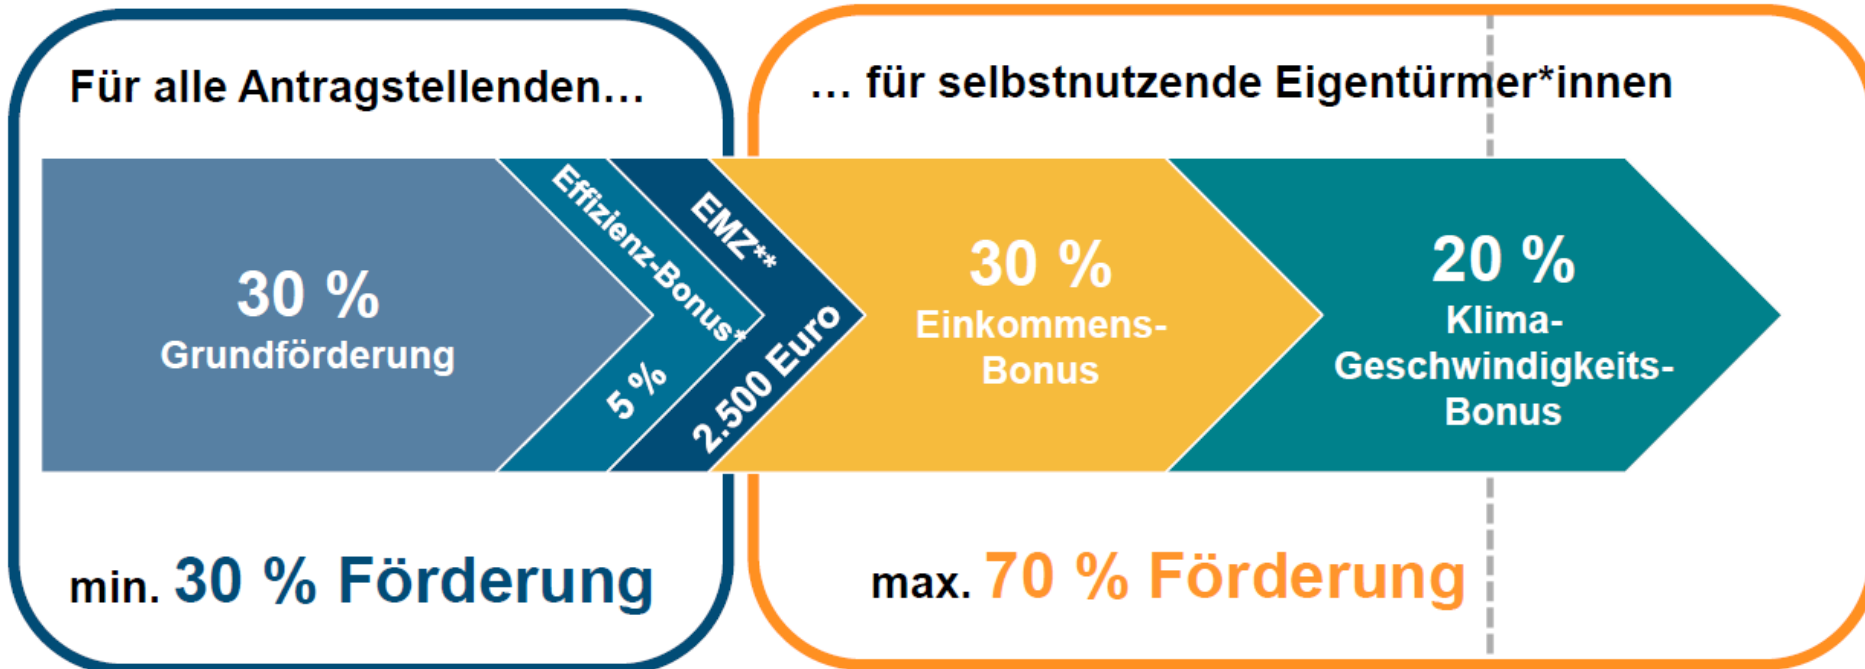 Für alle Antragstellenden...
30 %
Grundförderung
Effizienz-Bonus*
5 %
EMZ**
2.500 Euro
min. 30 % Förderung
... für selbstnutzende Eigentürmer*innen
30 %
Einkommens-
Bonus
20 %
Klima-
Geschwindigkeits-
Bonus
max. 70 % Förderung